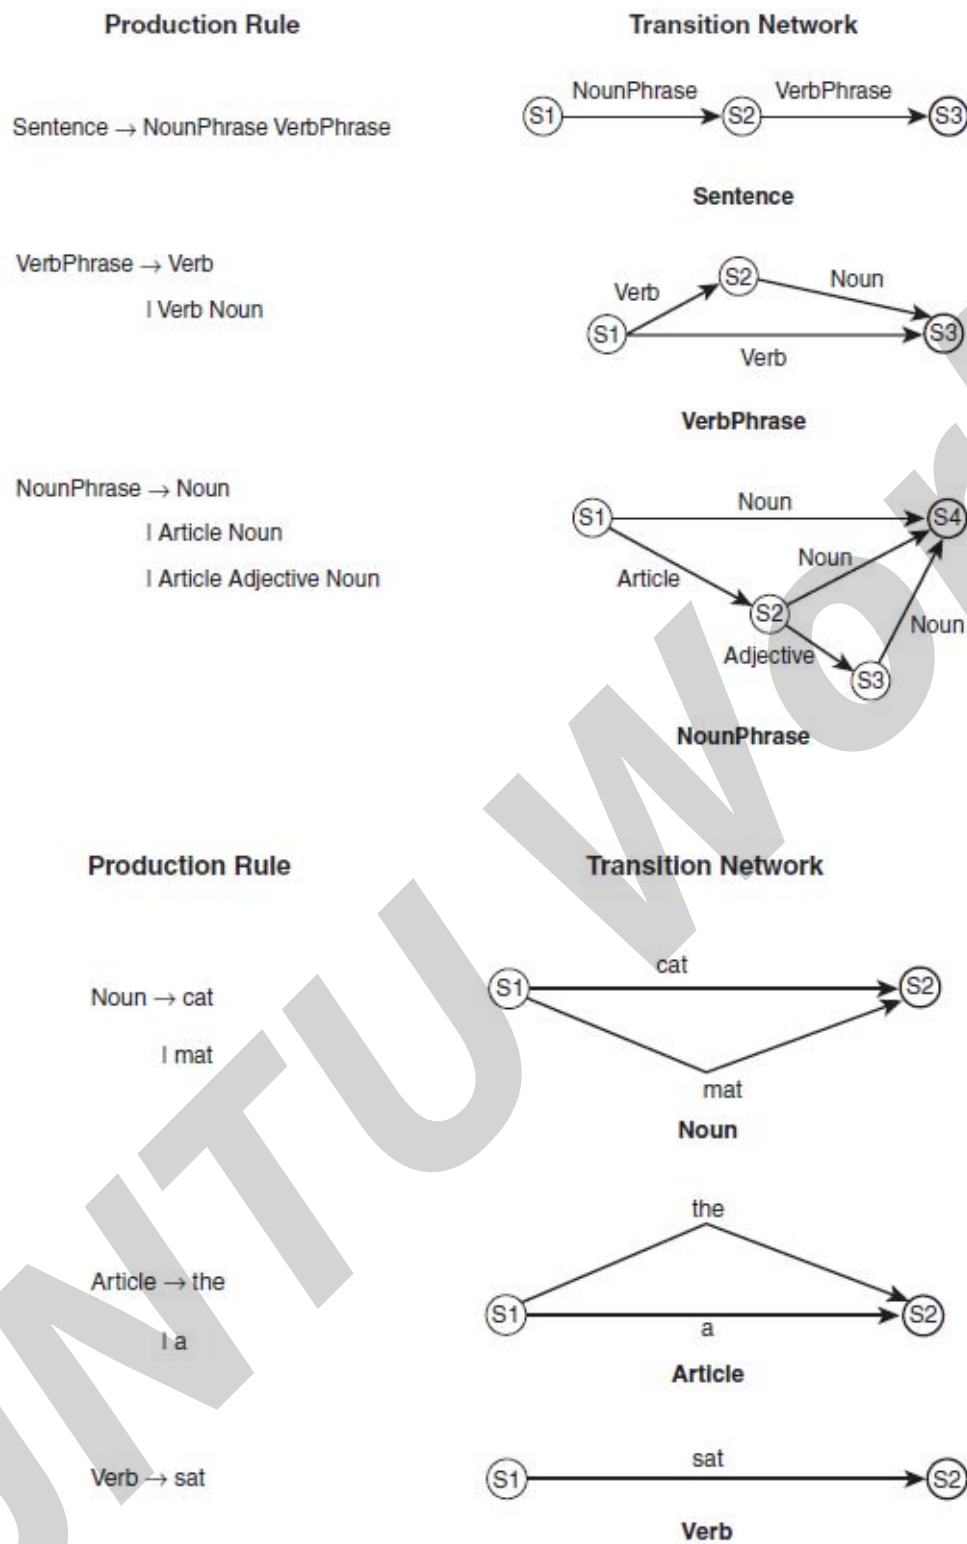 Production Rule Transition Network
Sentence → NounPhrase VerbPhrase
S1 NounPhrase S2 VerbPhrase S3
Sentence
VerbPhrase → Verb
| Verb Noun
Verb S2 Noun
S1 S3
Verb
VerbPhrase
NounPhrase → Noun
| Article Noun
| Article Adjective Noun
S1 Noun S4
Noun
Article
S2 Noun
Adjective
S3
NounPhrase
Production Rule Transition Network
Noun → cat
| mat
cat
S1 S2
mat
Noun
Article → the
| a
the
S1 S2
a
Article
Verb → sat
sat
S1 S2
Verb